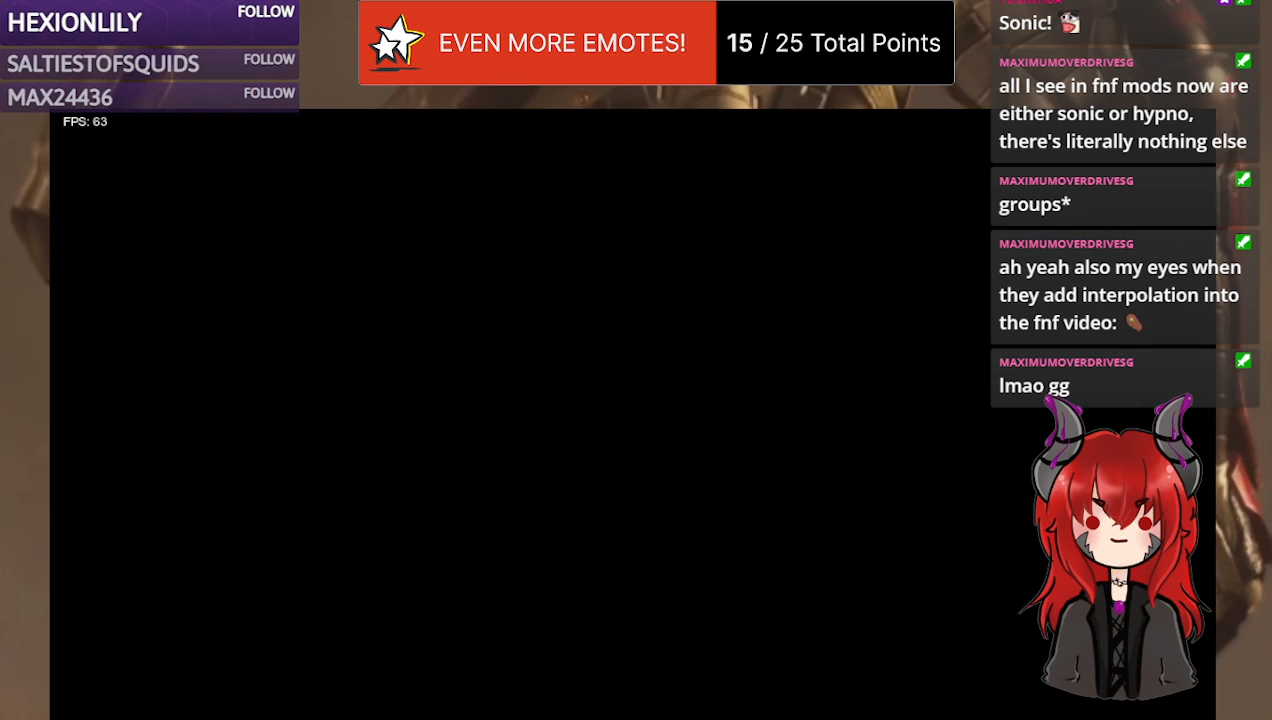 HEXIONLILY FOLLOW
SALTIESTOFSQUIDS FOLLOW
MAX24436 FOLLOW
EVEN MORE EMOTES! 15 / 25 Total Points
FPS: 63
Sonic!
MAXIMUMOVERDRIVESG
all I see in fnf mods now are
either sonic or hypno,
there's literally nothing else
MAXIMUMOVERDRIVESG
groups*
MAXIMUMOVERDRIVESG
ah yeah also my eyes when
they add interpolation into
the fnf video:
MAXIMUMOVERDRIVESG
lmao gg